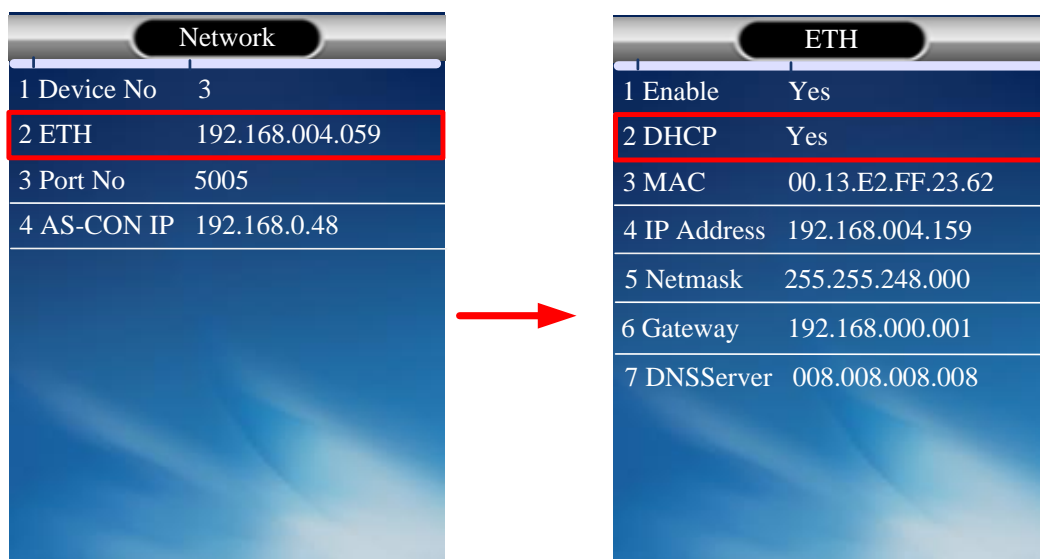 Network
1 Device No 3
2 ETH 192.168.004.059
3 Port No 5005
4 AS-CON IP 192.168.0.48
ETH
1 Enable Yes
2 DHCP Yes
3 MAC 00.13.E2.FF.23.62
4 IP Address 192.168.004.159
5 Netmask 255.255.248.000
6 Gateway 192.168.000.001
7 DNSServer 008.008.008.008